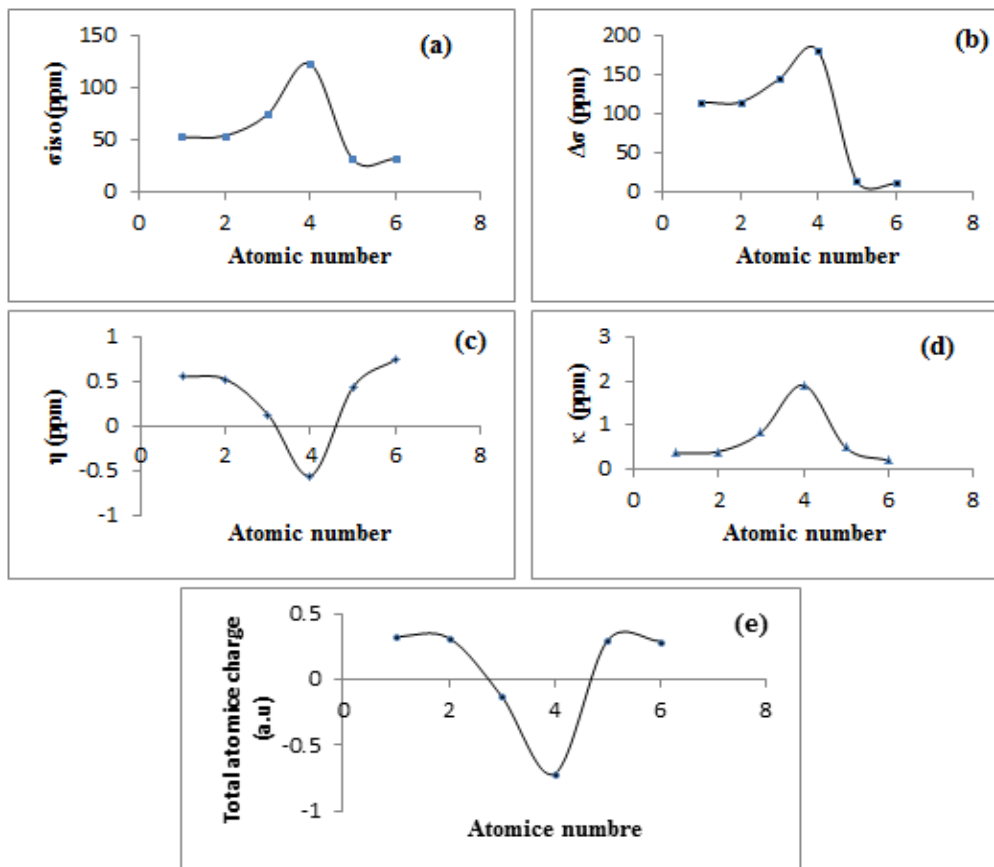 (a)
150
100
50
0
0 2 4 6 8
σiso(ppm)
Atomic number
(b)
200
150
100
50
0
0 2 4 6 8
Δσ (ppm)
Atomic number
(c)
1
0.5
0
-0.5
-1
0 2 4 6 8
η (ppm)
Atomic number
(d)
3
2
1
0
0 2 4 6 8
κ (ppm)
Atomic number
(e)
0.5
0
-0.5
-1
0 2 4 6 8
Total atomice charge
(a.u)
Atomice numbre